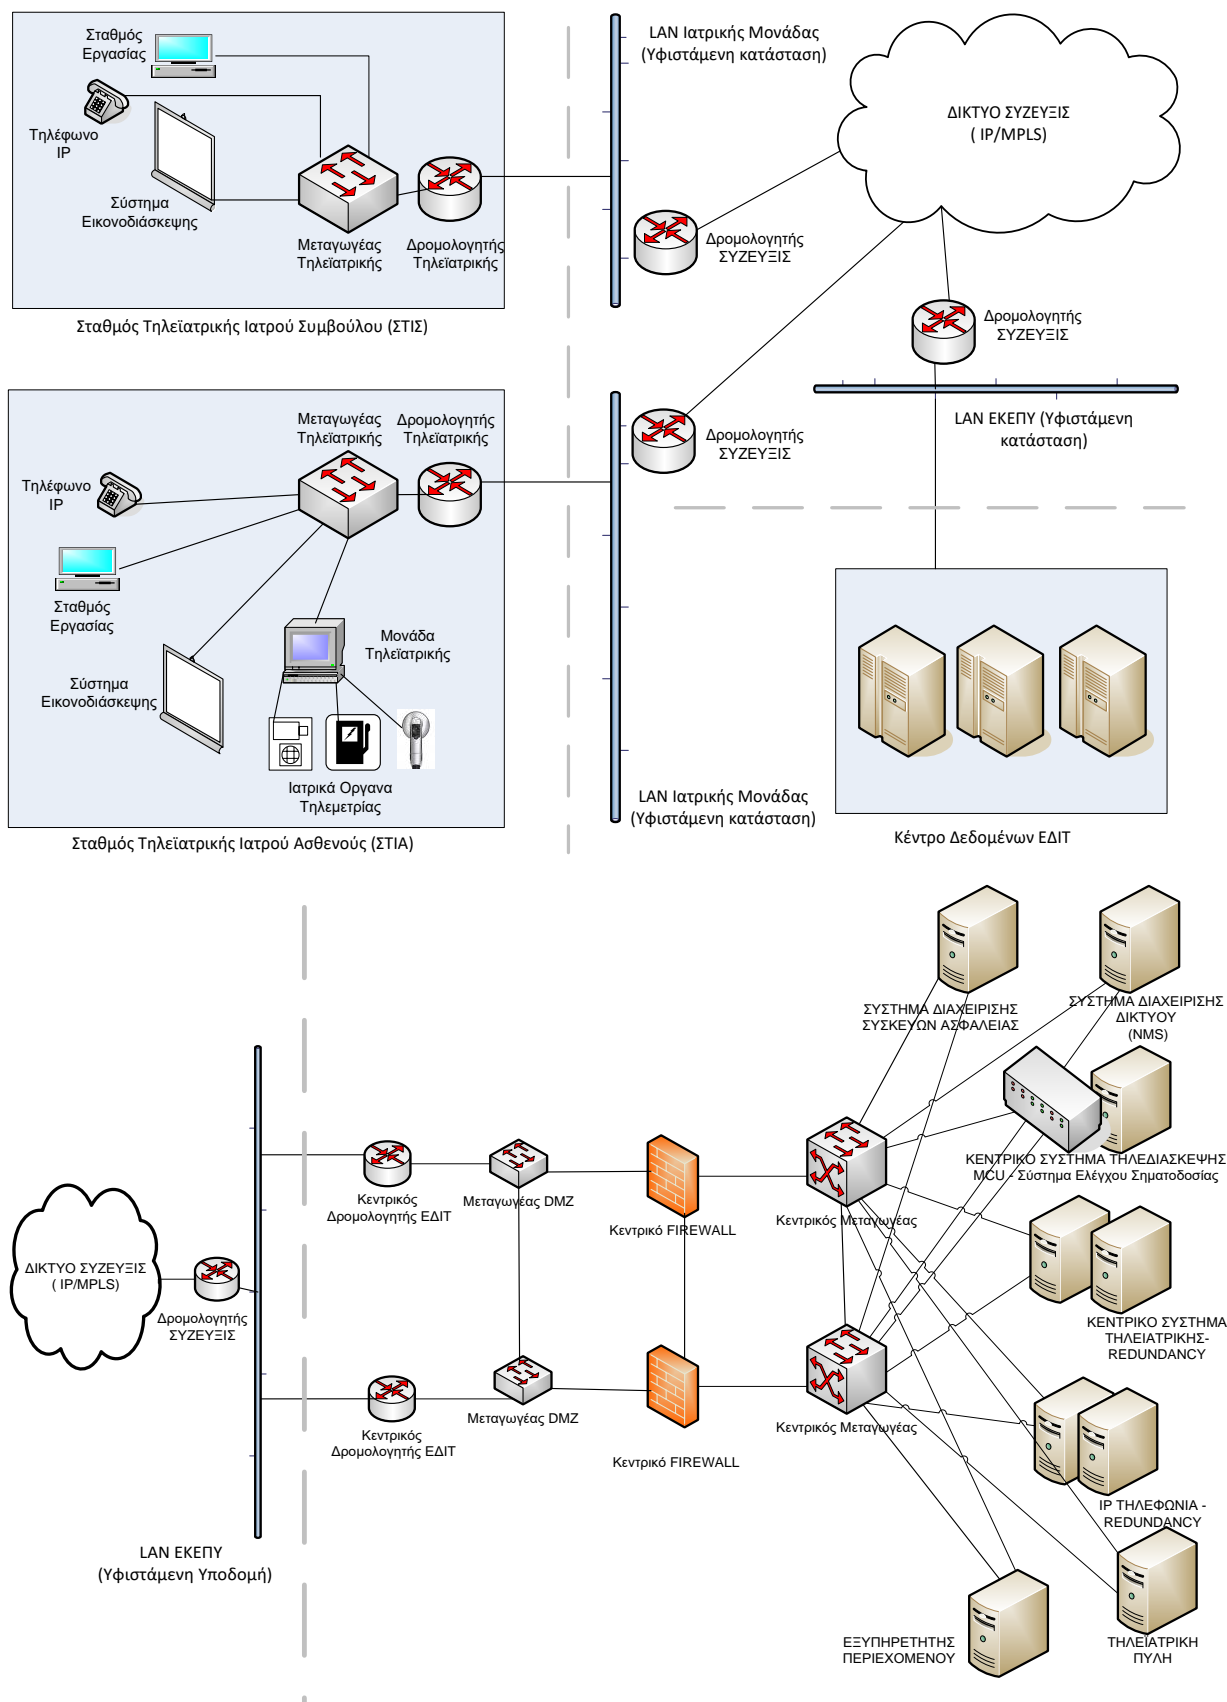 Σταθμός
Εργασίας
Τηλέφωνο
IP
Σύστημα
Εικονοδιάσκεψης
Μεταγωγέας
Τηλεϊατρικής
Δρομολογητής
Τηλεϊατρικής
Σταθμός Τηλεϊατρικής Ιατρού Συμβούλου (ΣΤΙΣ)
LAN Ιατρικής Μονάδας
(Υφιστάμενη κατάσταση)
ΔΙΚΤΥΟ ΣΥΖΕΥΞΙΣ
( IP/MPLS)
Δρομολογητής
ΣΥΖΕΥΞΙΣ
Δρομολογητής
ΣΥΖΕΥΞΙΣ
LAN ΕΚΕΠΥ (Υφιστάμενη
κατάσταση)
Μεταγωγέας
Τηλεϊατρικής
Δρομολογητής
Τηλεϊατρικής
Δρομολογητής
ΣΥΖΕΥΞΙΣ
Τηλέφωνο
IP
Σταθμός
Εργασίας
Σύστημα
Εικονοδιάσκεψης
Μονάδα
Τηλεϊατρικής
Ιατρικά Οργανα
Τηλεμετρίας
Σταθμός Τηλεϊατρικής Ιατρού Ασθενούς (ΣΤΙΑ)
LAN Ιατρικής Μονάδας
(Υφιστάμενη κατάσταση)
Κέντρο Δεδομένων ΕΔΙΤ
ΣΥΣΤΗΜΑ ΔΙΑΧΕΙΡΙΣΗΣ
ΣΥΣΚΕΥΩΝ ΑΣΦΑΛΕΙΑΣ
ΣΥΣΤΗΜΑ ΔΙΑΧΕΙΡΙΣΗΣ
ΔΙΚΤΥΟΥ
(NMS)
ΚΕΝΤΡΙΚΟ ΣΥΣΤΗΜΑ ΤΗΛΕΔΙΑΣΚΕΨΗΣ
MCU - Σύστημα Ελέγχου Σηματοδοσίας
Κεντρικός
Δρομολογητής ΕΔΙΤ
Μεταγωγέας DMZ
Κεντρικό FIREWALL
Κεντρικός Μεταγωγέας
ΔΙΚΤΥΟ ΣΥΖΕΥΞΙΣ
( IP/MPLS)
Δρομολογητής
ΣΥΖΕΥΞΙΣ
ΚΕΝΤΡΙΚΟ ΣΥΣΤΗΜΑ
ΤΗΛΕΙΑΤΡΙΚΗΣ-
REDUNDANCY
Κεντρικός
Δρομολογητής ΕΔΙΤ
Μεταγωγέας DMZ
Κεντρικό FIREWALL
Κεντρικός Μεταγωγέας
IP ΤΗΛΕΦΩΝΙΑ -
REDUNDANCY
LAN ΕΚΕΠΥ
(Υφιστάμενη Υποδομή)
ΕΞΥΠΗΡΕΤΗΤΗΣ
ΠΕΡΙΕΧΟΜΕΝΟΥ
ΤΗΛΕΪΑΤΡΙΚΗ
ΠΥΛΗ